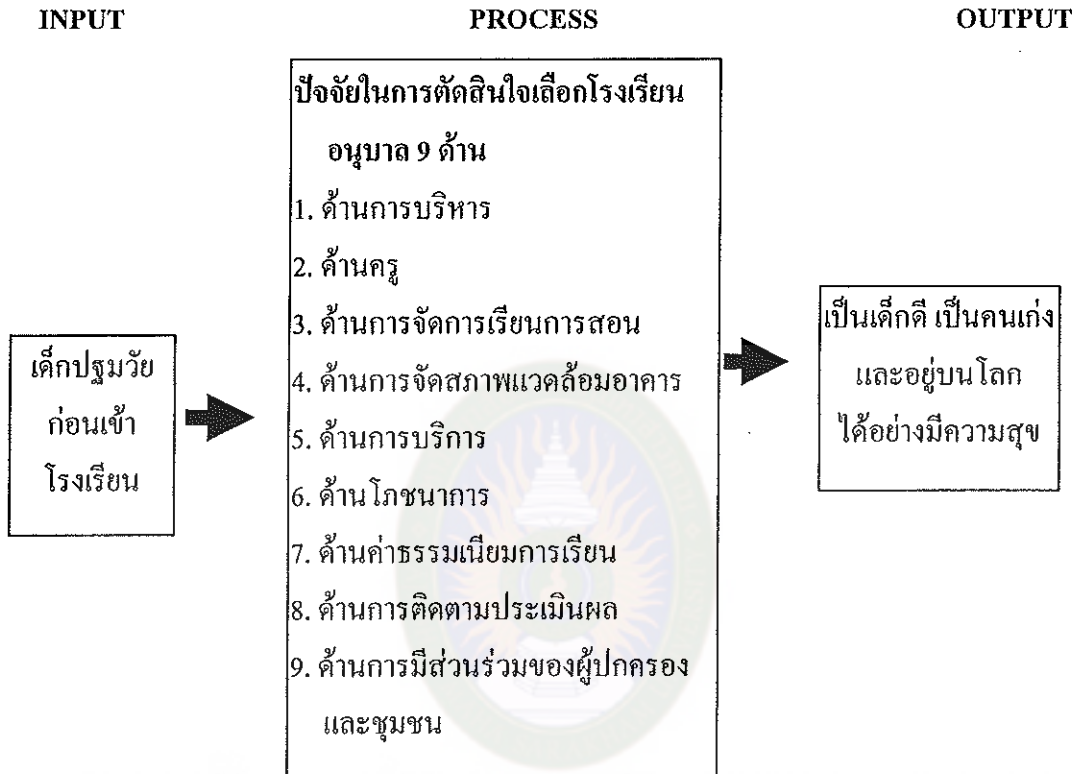 INPUT PROCESS OUTPUT
ปัจจัยในการตัดสินใจเลือกโรงเรียน
อนุบาล 9 ด้าน
1. ด้านการบริหาร
2. ด้านครู
3. ด้านการจัดการเรียนการสอน
4. ด้านการจัดสภาพแวดล้อมอาคาร
5. ด้านการบริการ
6. ด้านโภชนาการ
7. ด้านค่าธรรมเนียมการเรียน
8. ด้านการติดตามประเมินผล
9. ด้านการมีส่วนร่วมของผู้ปกครอง
และชุมชน
เด็กปฐมวัย
ก่อนเข้า
โรงเรียน
เป็นเด็กดี เป็นคนเก่ง
และอยู่บนโลก
ได้อย่างมีความสุข